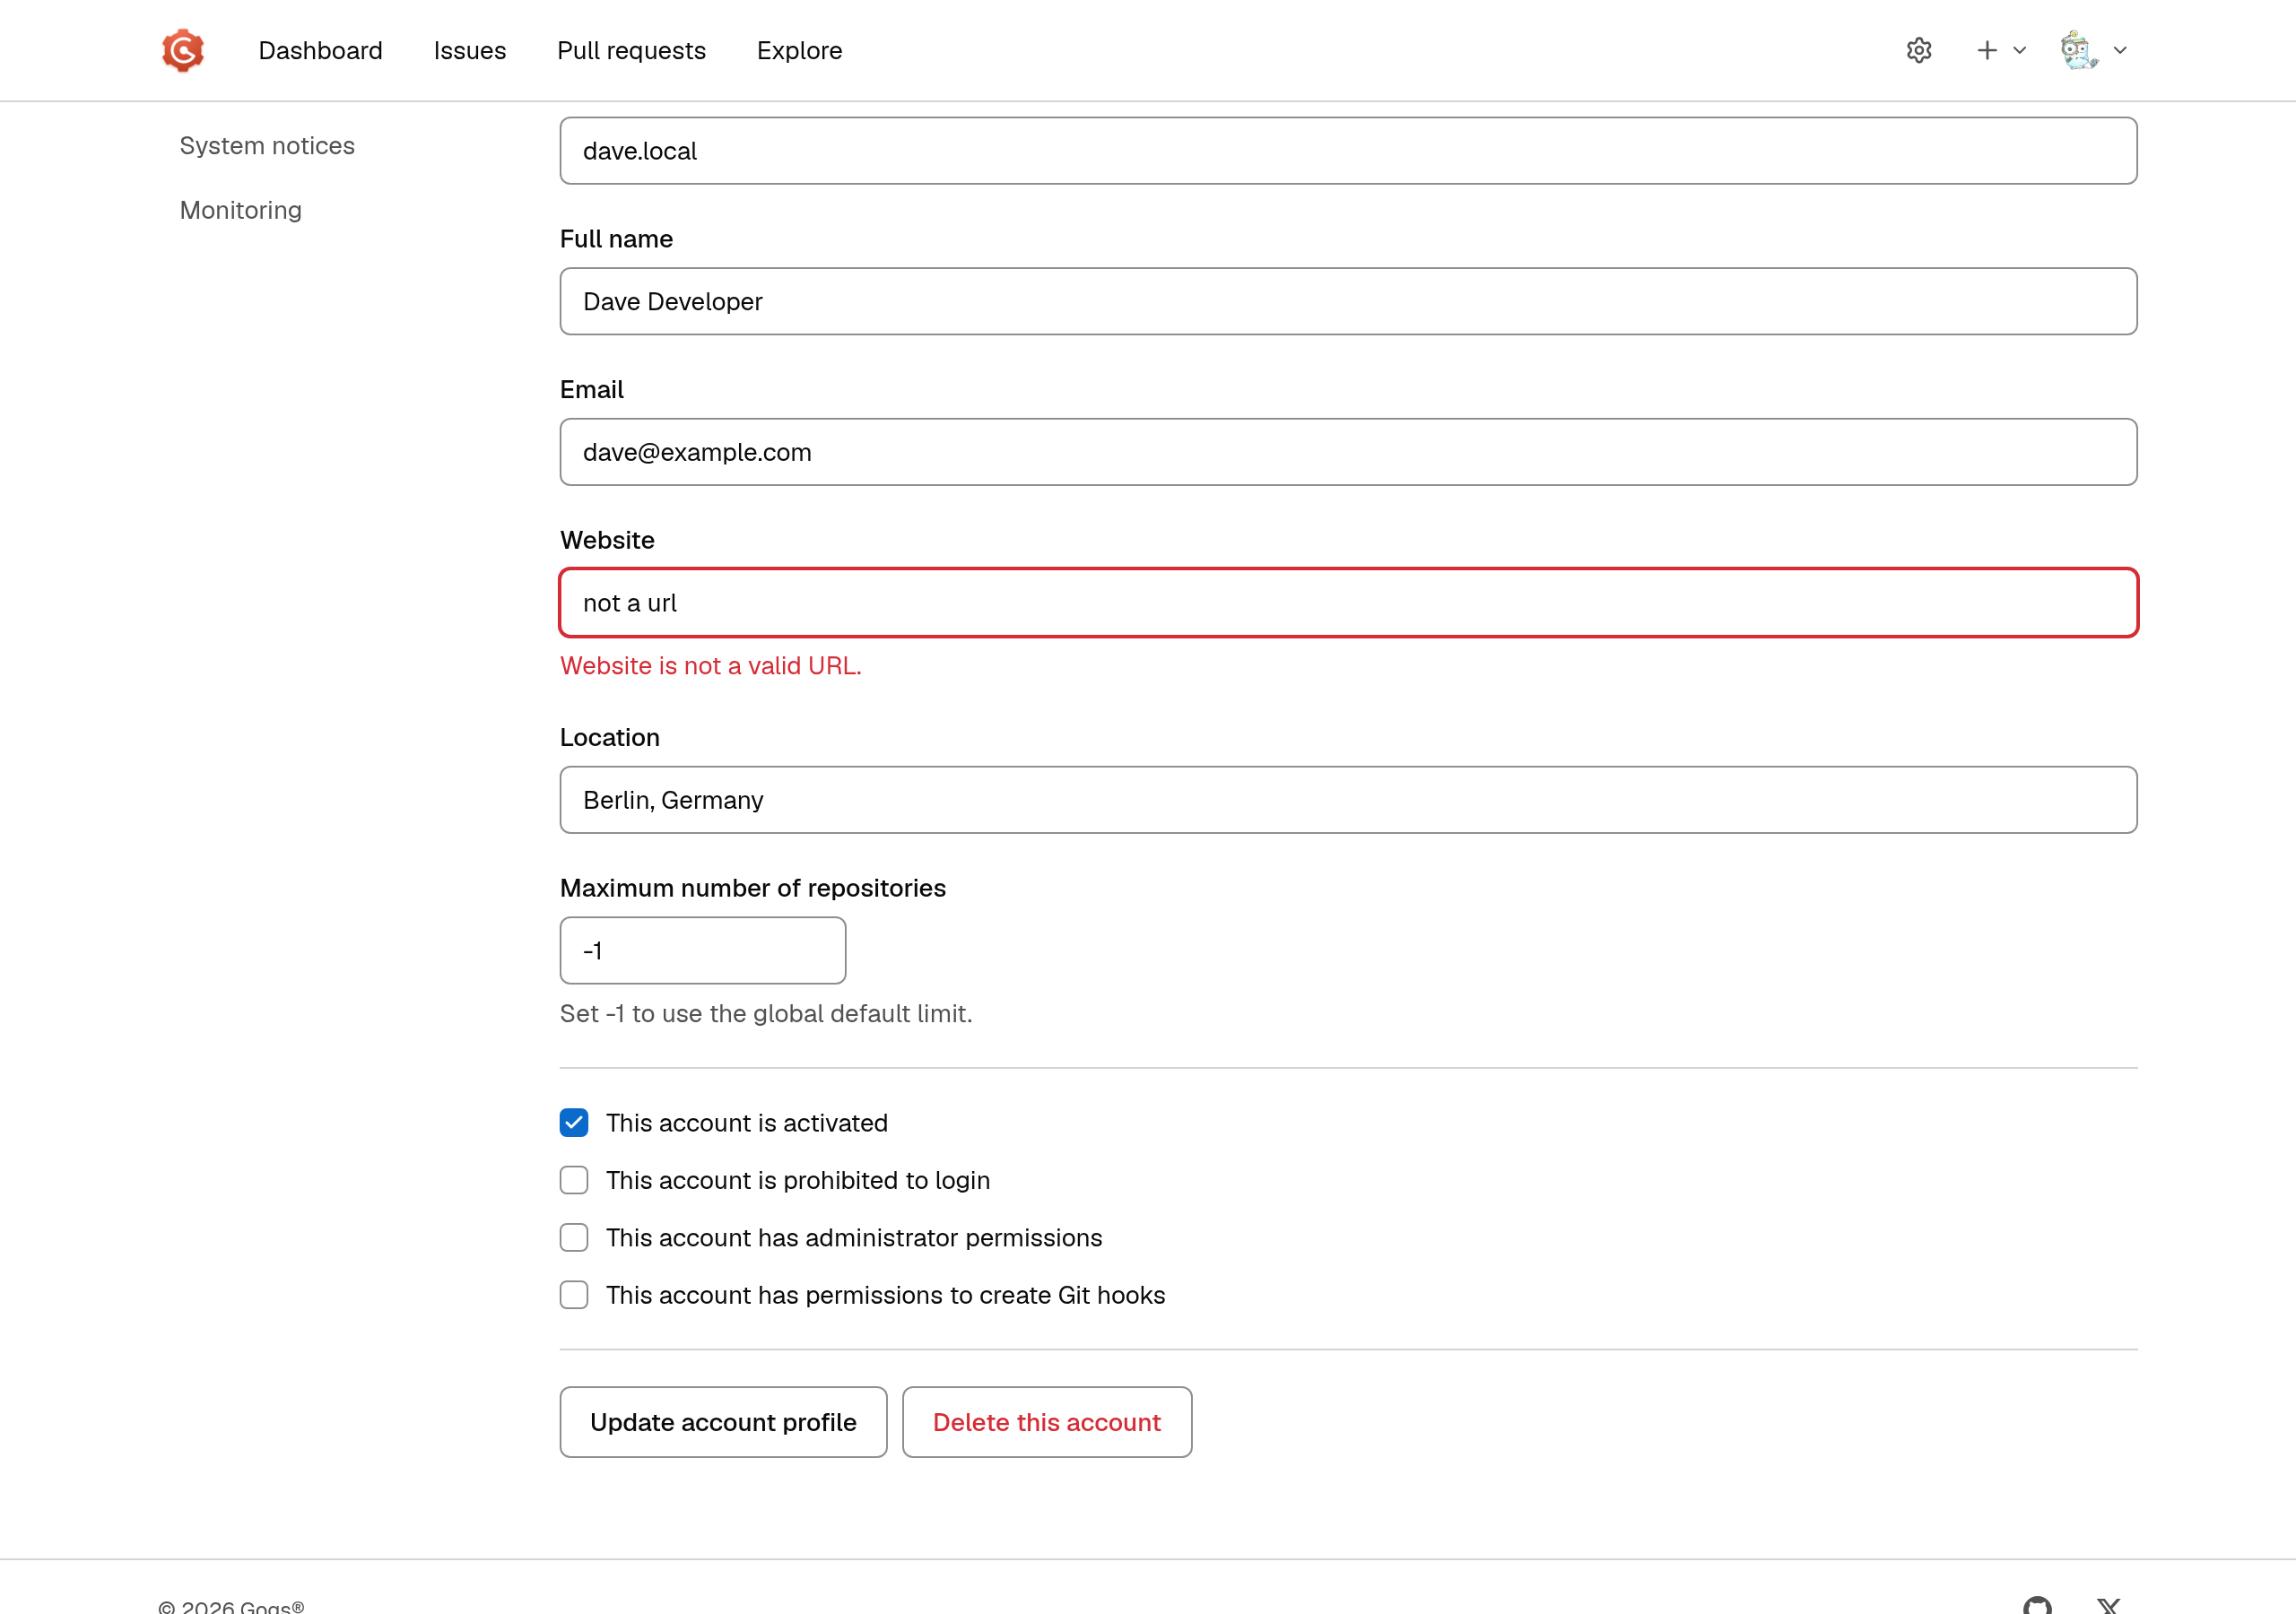 Dashboard Issues Pull requests Explore
System notices
Monitoring
dave.local
Full name
Dave Developer
Email
dave@example.com
Website
not a url
Website is not a valid URL.
Location
Berlin, Germany
Maximum number of repositories
-1
Set -1 to use the global default limit.
This account is activated
This account is prohibited to login
This account has administrator permissions
This account has permissions to create Git hooks
Update account profile Delete this account
© 2026 Gogs®